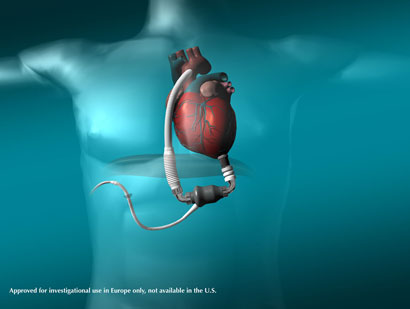 Approved for investigational use in Europe only, not available in the U.S.